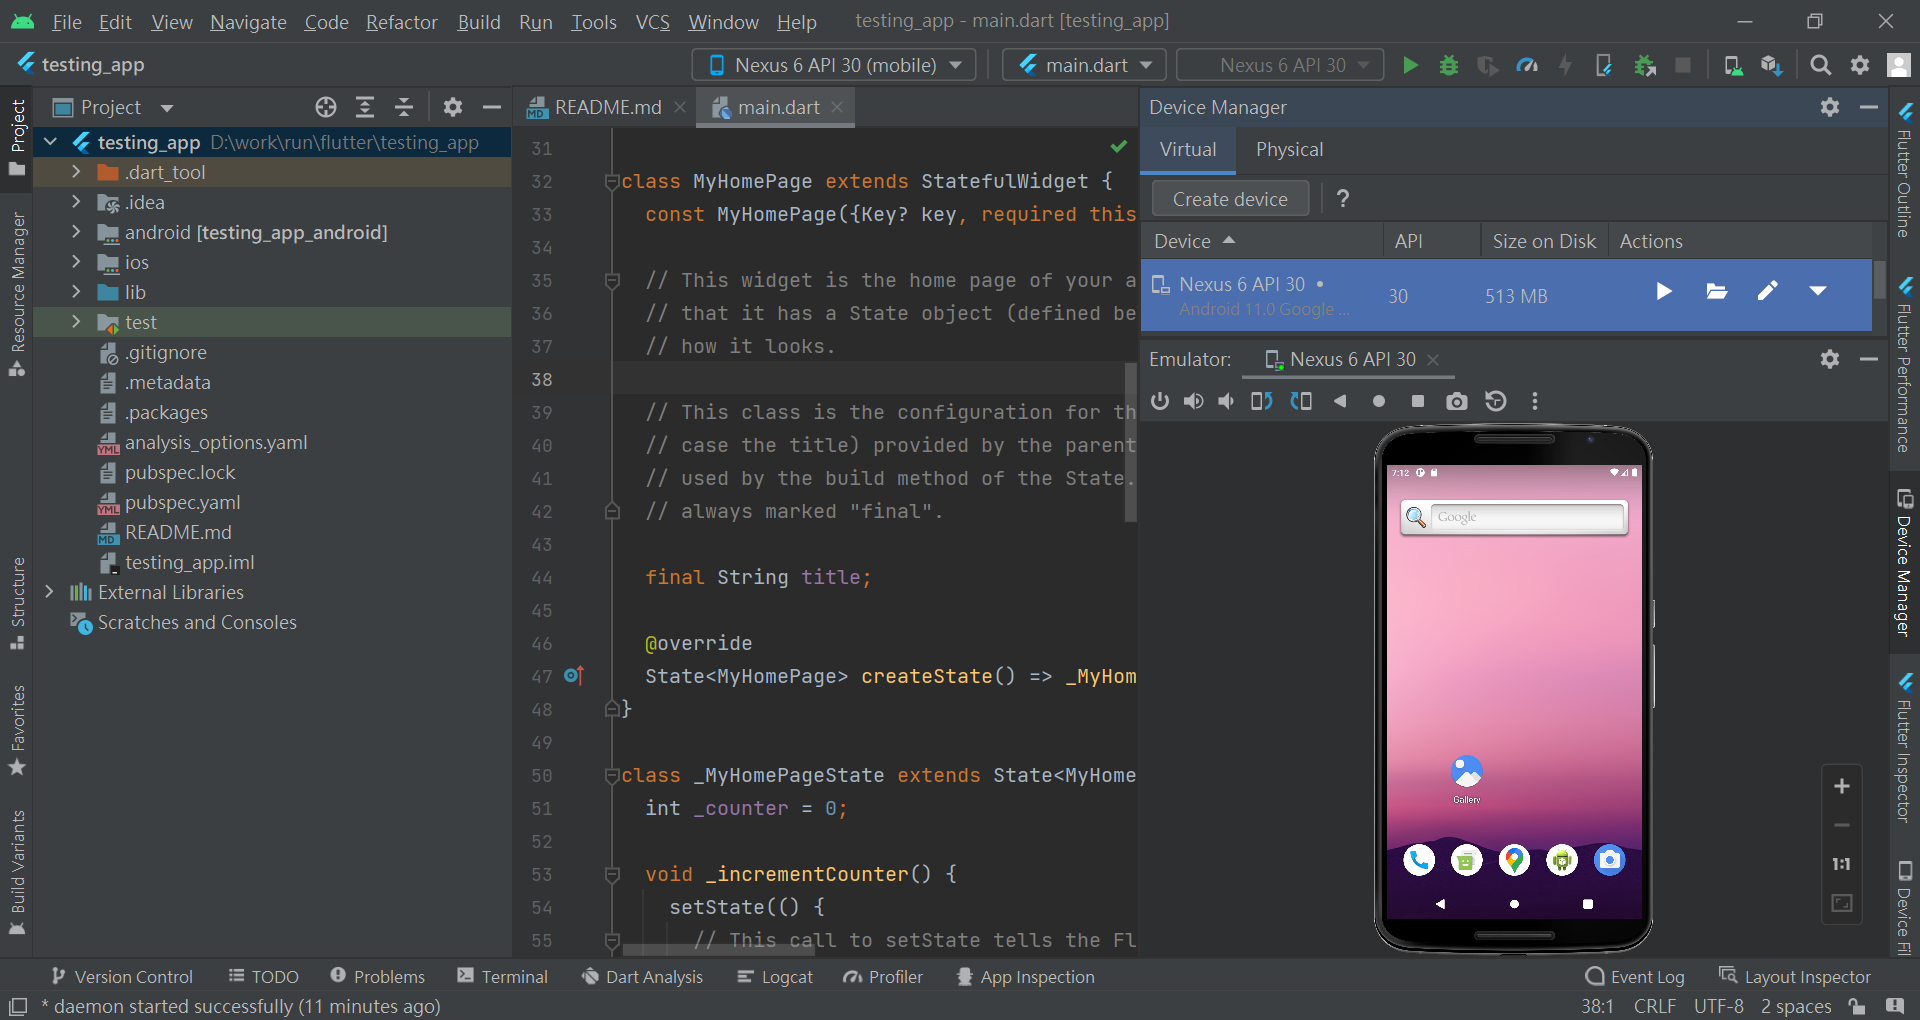 File Edit View Navigate Code Refactor Build Run Tools VCS Window Help testing_app - main.dart [testing_app]
testing_app Nexus 6 API 30 (mobile) main.dart Nexus 6 API 30
Project
Resource Manager
Structure
Favorites
Build Variants
Project
testing_app D:\work\run\flutter\testing_app
.dart_tool
.idea
android [testing_app_android]
ios
lib
test
.gitignore
.metadata
.packages
YML analysis_options.yaml
pubspec.lock
YML pubspec.yaml
MD README.md
testing_app.iml
External Libraries
Scratches and Consoles
MD README.md main.dart
31
32 class MyHomePage extends StatefulWidget {
33 const MyHomePage({Key? key, required this
34
35 // This widget is the home page of your a
36 // that it has a State object (defined be
37 // how it looks.
38
39 // This class is the configuration for th
40 // case the title) provided by the parent
41 // used by the build method of the State.
42 // always marked "final".
43
44 final String title;
45
46 @override
47 State<MyHomePage> createState() => _MyHom
48 }
49
50 class _MyHomePageState extends State<MyHome
51 int _counter = 0;
52
53 void _incrementCounter() {
54 setState(() {
55 // This call to setState tells the Fl
Device Manager
Virtual Physical
Create device ?
Device API Size on Disk Actions
Nexus 6 API 30 30 513 MB
Android 11.0 Google ...
Emulator: Nexus 6 API 30
7:12
Google
Gallery
1:1
Flutter Outline
Flutter Performance
Device Manager
Flutter Inspector
Device Fil
Version Control TODO Problems Terminal Dart Analysis Logcat Profiler App Inspection Event Log Layout Inspector
* daemon started successfully (11 minutes ago) 38:1 CRLF UTF-8 2 spaces